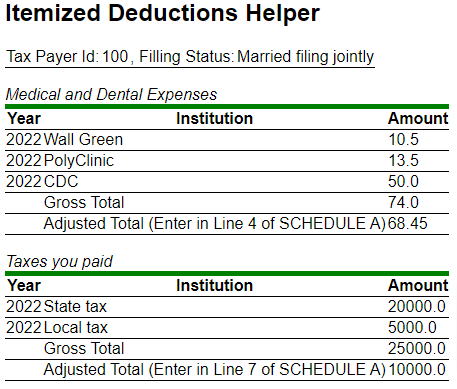 Itemized Deductions Helper
Tax Payer Id: 100, Filling Status: Married filing jointly
Medical and Dental Expenses
Year Institution Amount
2022 Wall Green 10.5
2022 PolyClinic 13.5
2022 CDC 50.0
Gross Total 74.0
Adjusted Total (Enter in Line 4 of SCHEDULE A) 68.45
Taxes you paid
Year Institution Amount
2022 State tax 20000.0
2022 Local tax 5000.0
Gross Total 25000.0
Adjusted Total (Enter in Line 7 of SCHEDULE A) 10000.0